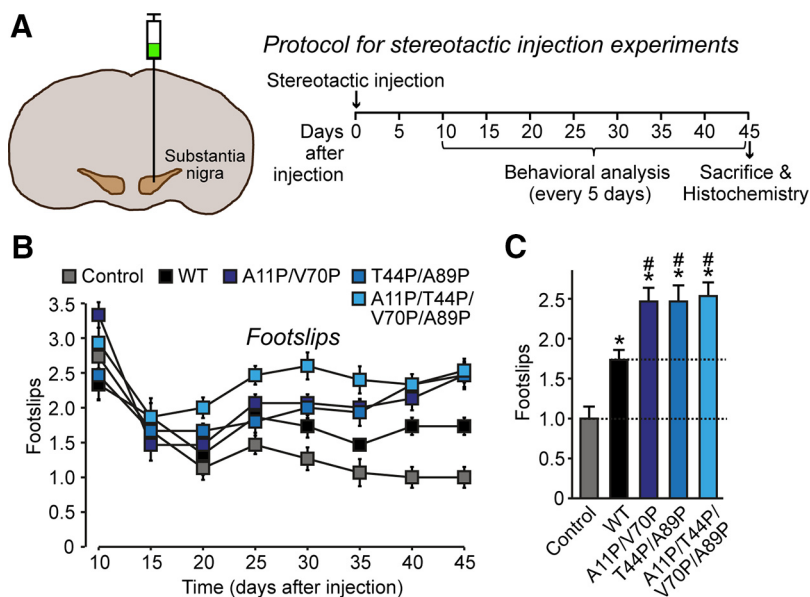 A
Protocol for stereotactic injection experiments
Stereotactic injection
Substantia
nigra
Days
after
injection
0 5 10 15 20 25 30 35 40 45
Behavioral analysis
(every 5 days)
Sacrifice &
Histochemistry
B
Control WT A11P/V70P T44P/A89P
A11P/T44P/
V70P/A89P
Footslips
Footslips
3.5
3.0
2.5
2.0
1.5
1.0
0.5
0
10 15 20 25 30 35 40 45
Time (days after injection)
C
# # #
* * * *
Footslips
2.5
2.0
1.5
1.0
0.5
0
Control
WT
A11P/V70P
T44P/A89P
A11P/T44P/
V70P/A89P